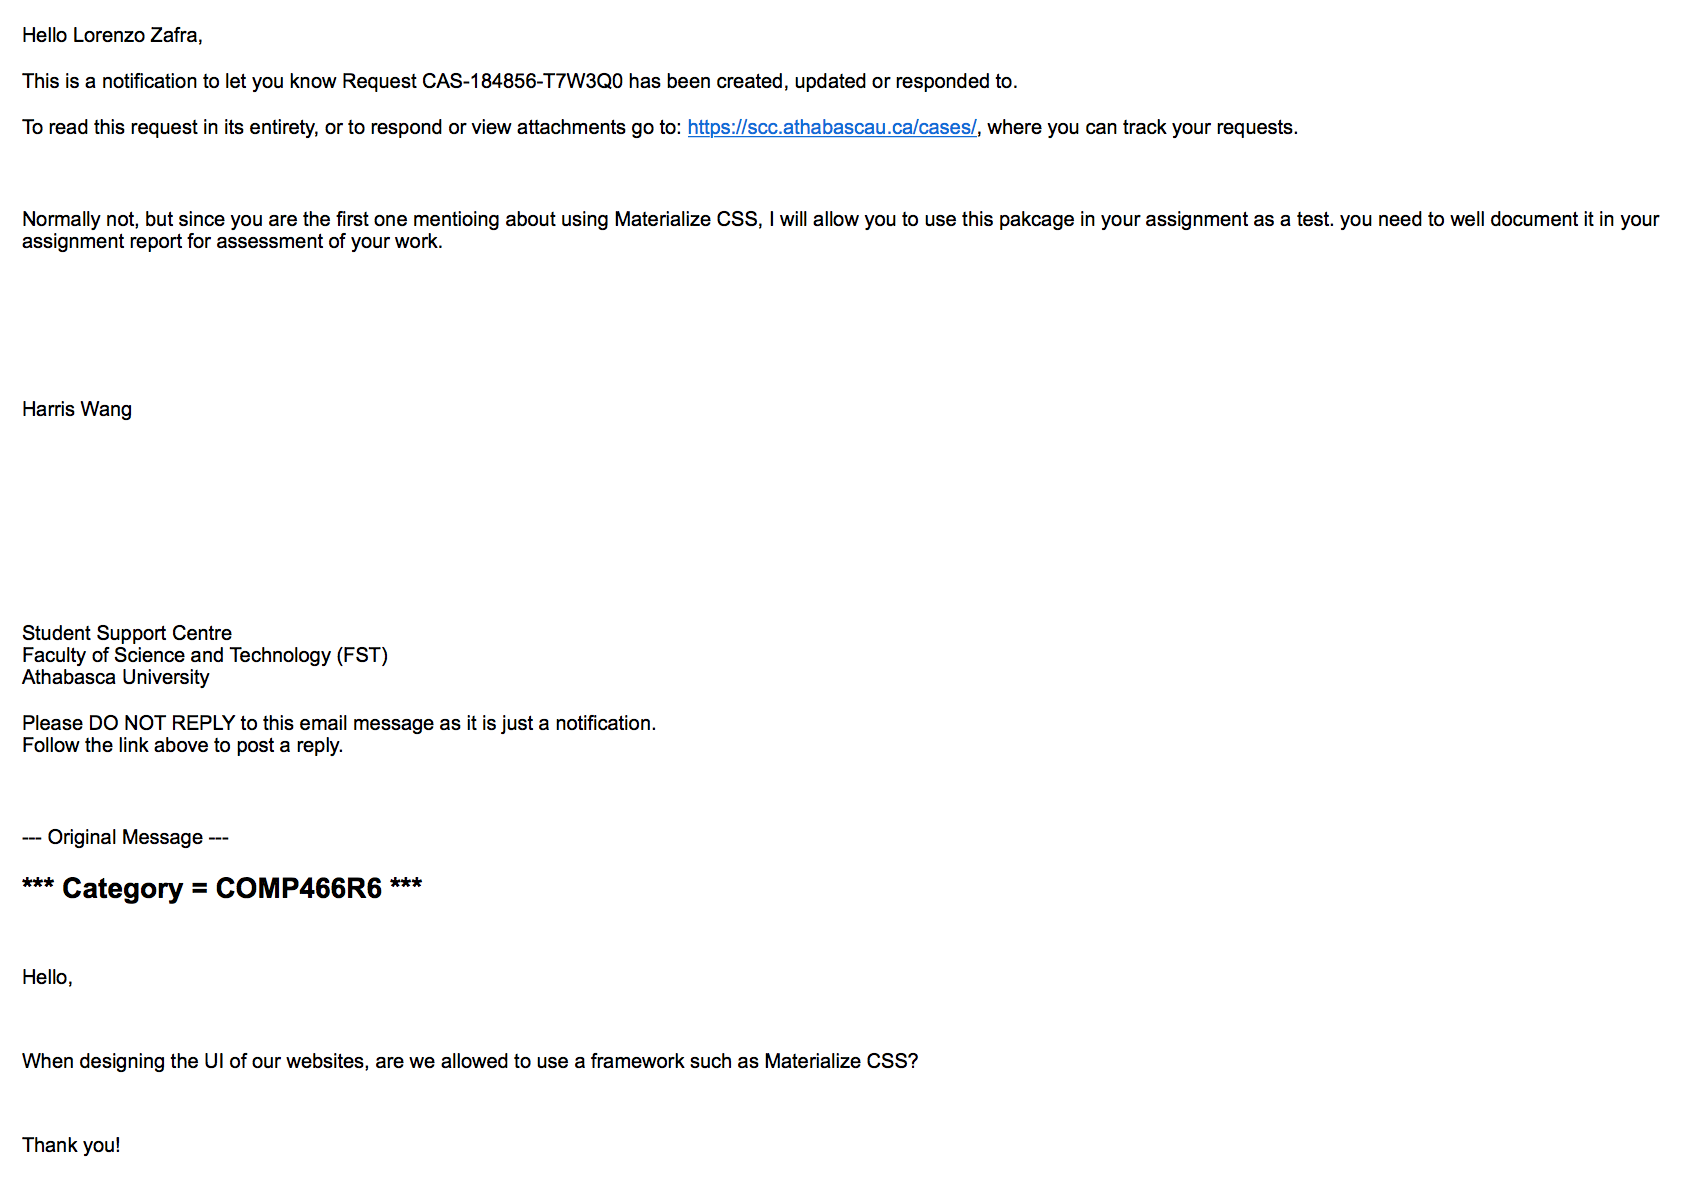 Hello Lorenzo Zafra,
This is a notification to let you know Request CAS-184856-T7W3Q0 has been created, updated or responded to.
To read this request in its entirety, or to respond or view attachments go to: https://scc.athabascau.ca/cases/, where you can track your requests.
Normally not, but since you are the first one mentioing about using Materialize CSS, I will allow you to use this pakcage in your assignment as a test. you need to well document it in your
assignment report for assessment of your work.
Harris Wang
Student Support Centre
Faculty of Science and Technology (FST)
Athabasca University
Please DO NOT REPLY to this email message as it is just a notification.
Follow the link above to post a reply.
--- Original Message ---
*** Category = COMP466R6 ***
Hello,
When designing the UI of our websites, are we allowed to use a framework such as Materialize CSS?
Thank you!